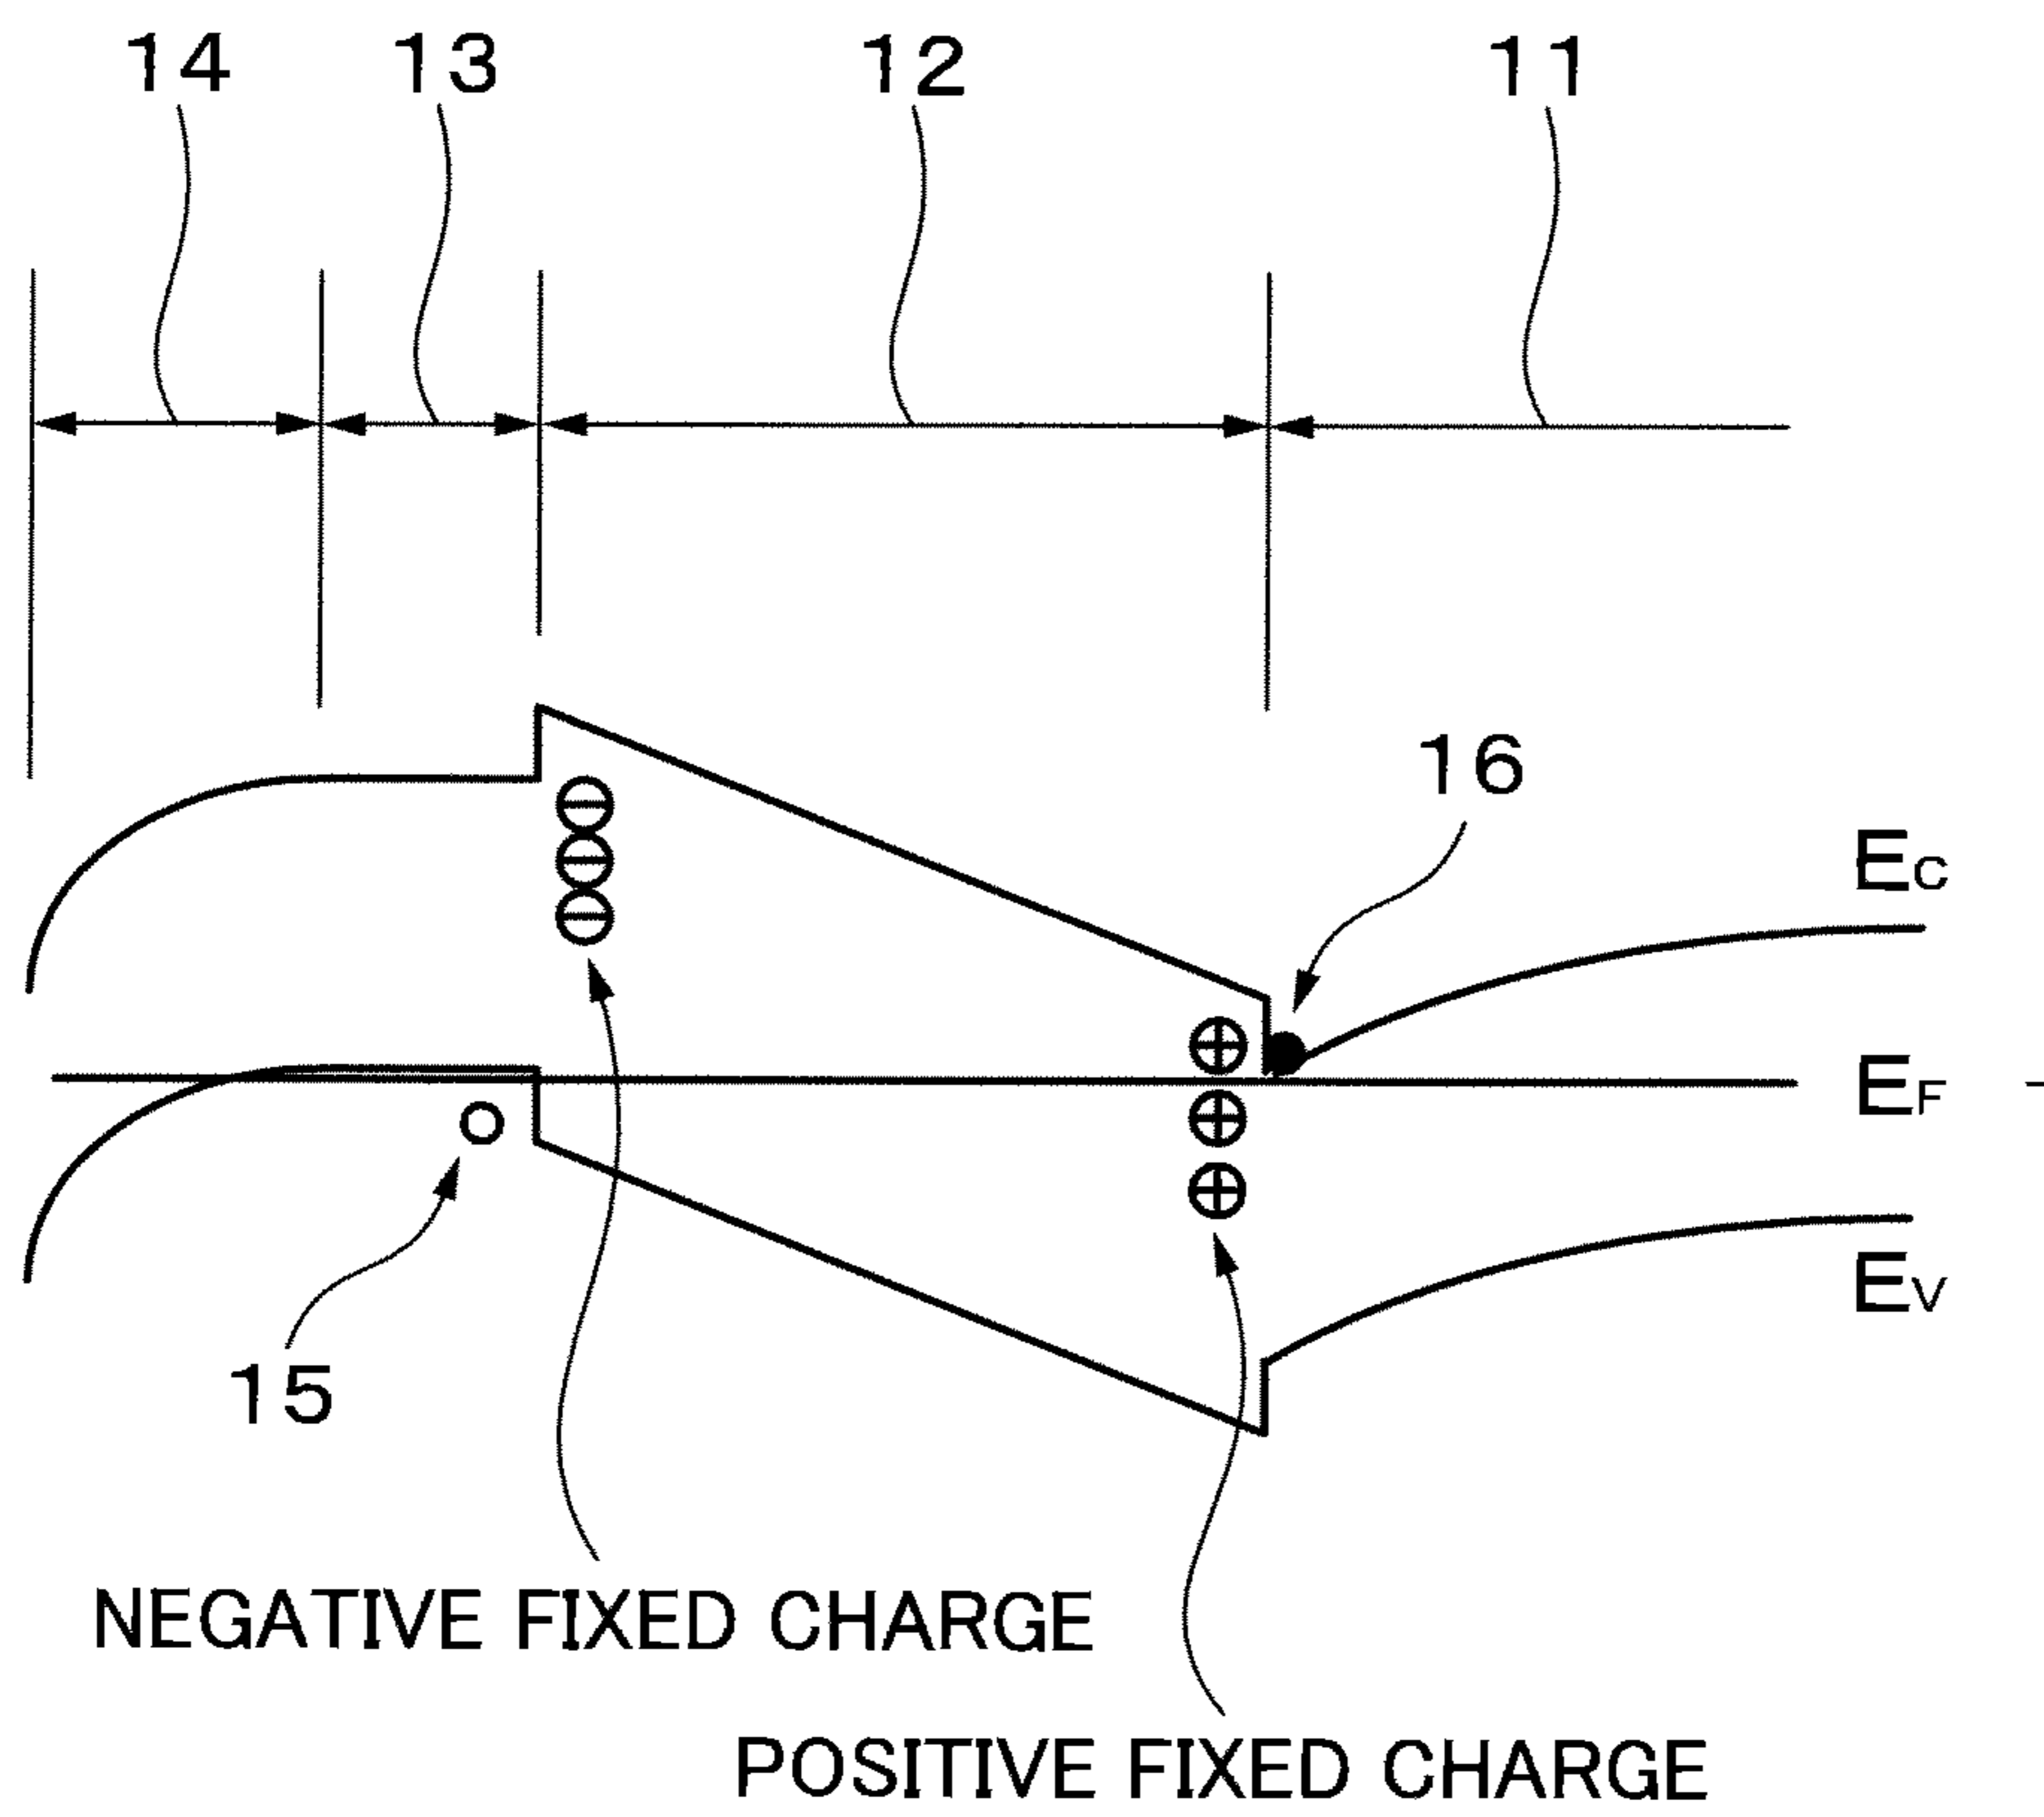 14 13 12 11
16
EC
EF
EV
15
NEGATIVE FIXED CHARGE
POSITIVE FIXED CHARGE